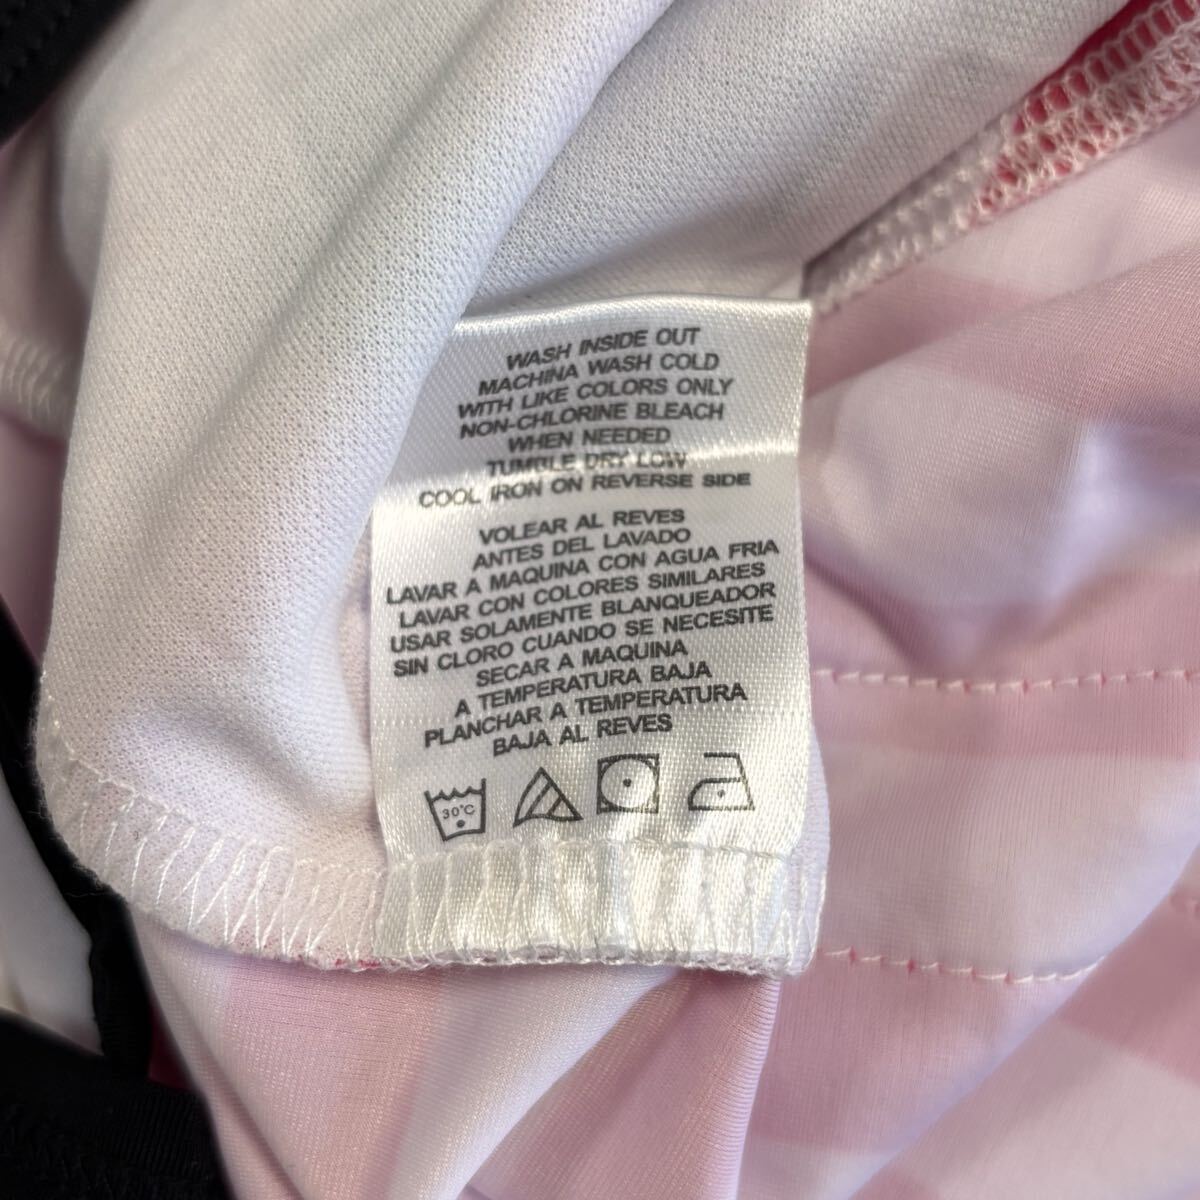 WASH INSIDE OUT
MACHINA WASH COLD
WITH LIKE COLORS ONLY
NON-CHLORINE BLEACH
WHEN NEEDED
TUMBLE DRY LOW
COOL IRON ON REVERSE SIDE
VOLEAR AL REVES
ANTES DEL LAVADO
LAVAR A MAQUINA CON AGUA FRIA
LAVAR CON COLORES SIMILARES
USAR SOLAMENTE BLANQUEADOR
SIN CLORO CUANDO SE NECESITE
SECAR A MAQUINA
A TEMPERATURA BAJA
PLANCHAR A TEMPERATURA
BAJA AL REVES
30°C